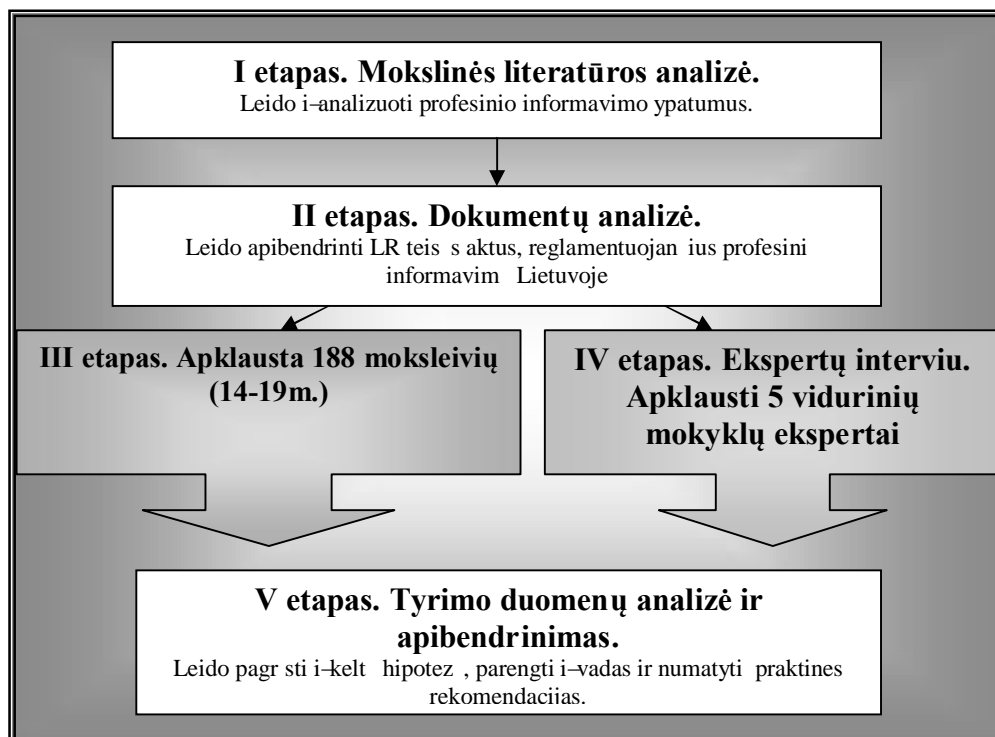 I etapas. Mokslinės literatūros analizė.
Leido i–analizuoti profesinio informavimo ypatumus.
II etapas. Dokumentų analizė.
Leido apibendrinti LR teis s aktus, reglamentuojan ius profesini
informavim Lietuvoje
III etapas. Apklausta 188 moksleivių
(14-19m.)
IV etapas. Ekspertų interviu.
Apklausti 5 vidurinių
mokyklų ekspertai
V etapas. Tyrimo duomenų analizė ir
apibendrinimas.
Leido pagr sti i–kelt hipotez , parengti i–vadas ir numatyti praktines
rekomendacijas.